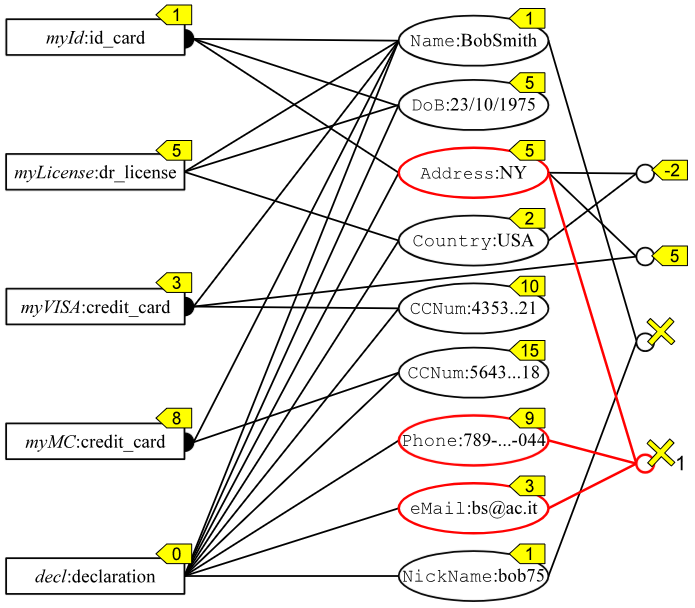 1
myId:id_card
1
Name:BobSmith
5
DoB:23/10/1975
5
myLicense:dr_license
5
Address:NY
-2
2
Country:USA
5
3
myVISA:credit_card
10
CCNum:4353..21
15
CCNum:5643...18
8
myMC:credit_card
9
Phone:789-...-044
1
3
eMail:bs@ac.it
0
decl:declaration
1
NickName:bob75